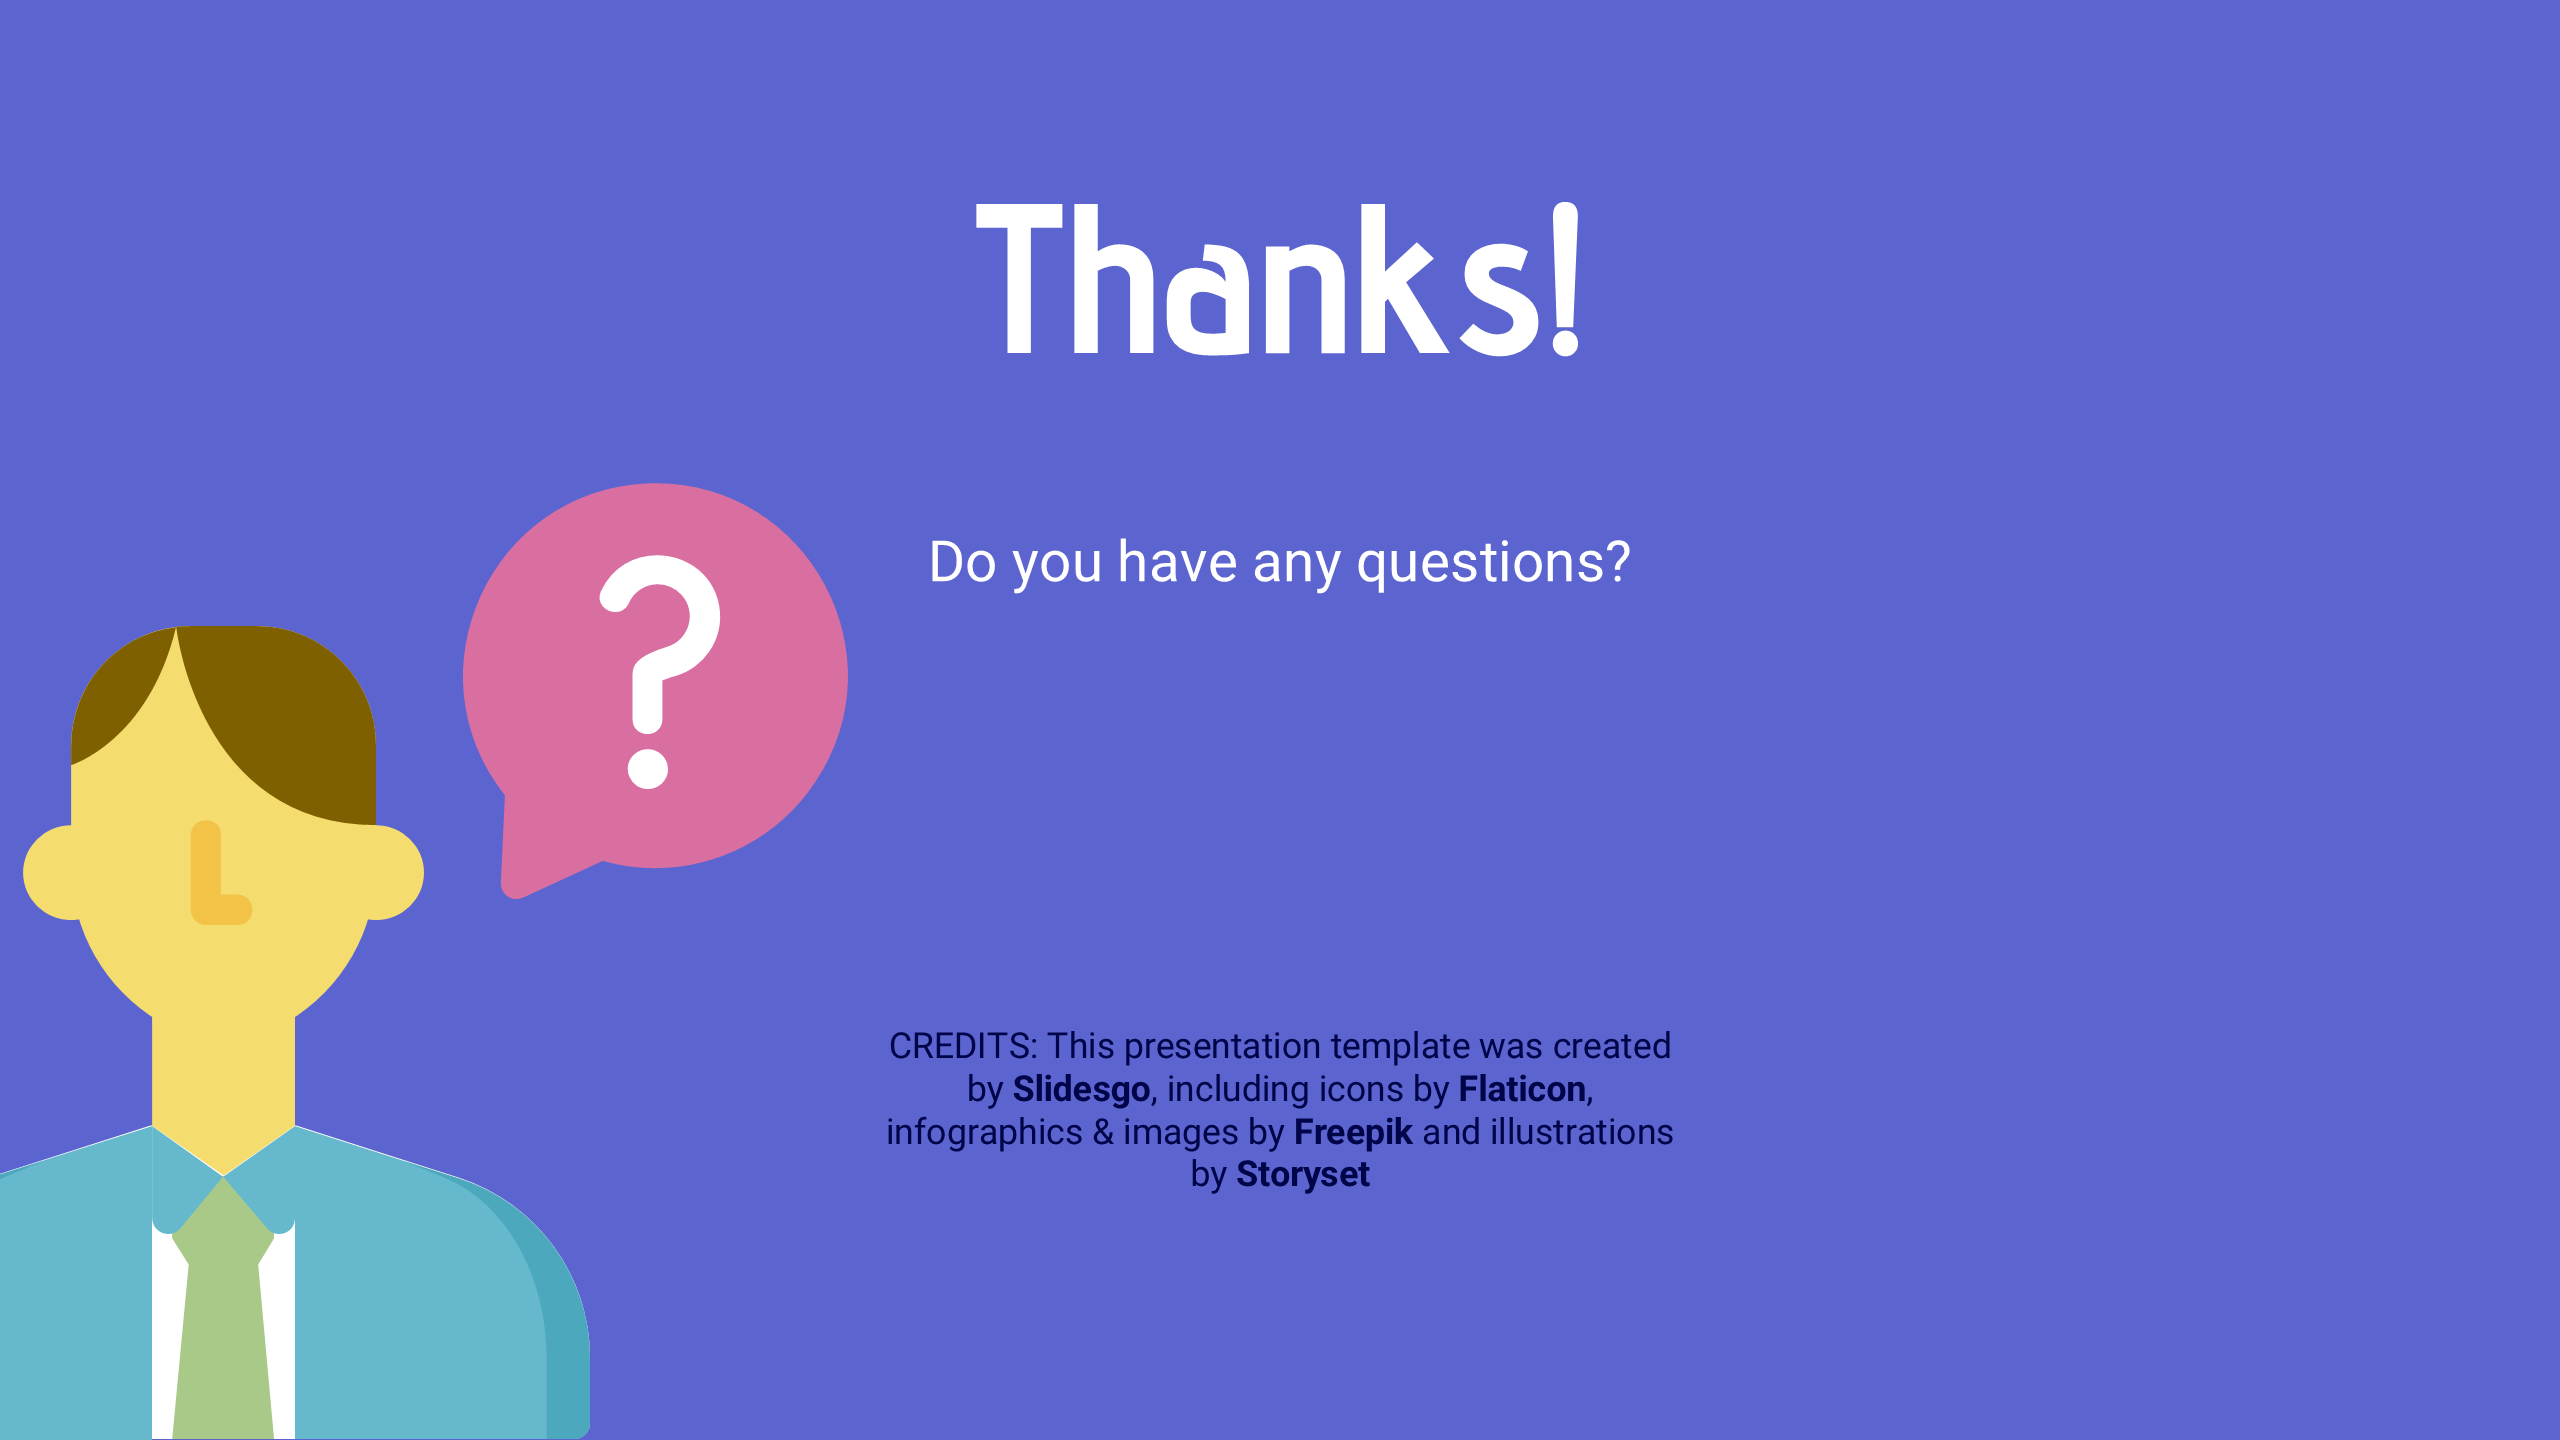 Thanks!
Do you have any questions?
?
CREDITS: This presentation template was created
by Slidesgo, including icons by Flaticon,
infographics & images by Freepik and illustrations
by Storyset